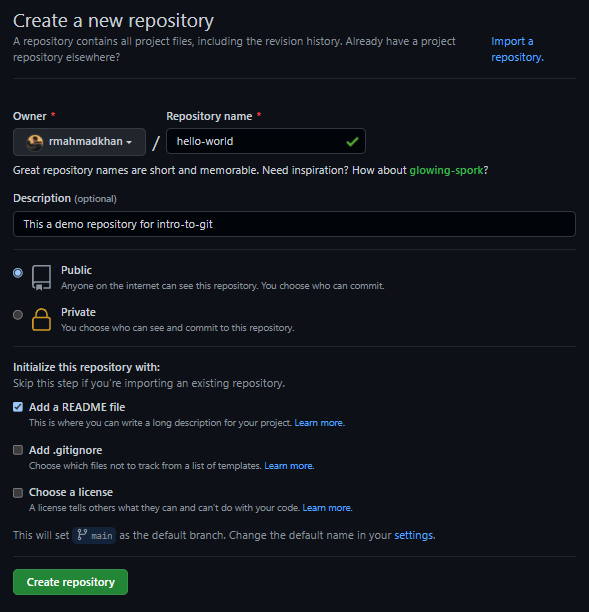 Create a new repository
A repository contains all project files, including the revision history. Already have a project
repository elsewhere?
Import a
repository.
Owner * Repository name *
rmahmadkhan / hello-world
Great repository names are short and memorable. Need inspiration? How about glowing-spork?
Description (optional)
This a demo repository for intro-to-git
Public
Anyone on the internet can see this repository. You choose who can commit.
Private
You choose who can see and commit to this repository.
Initialize this repository with:
Skip this step if you're importing an existing repository.
Add a README file
This is where you can write a long description for your project. Learn more.
Add .gitignore
Choose which files not to track from a list of templates. Learn more.
Choose a license
A license tells others what they can and can't do with your code. Learn more.
This will set main as the default branch. Change the default name in your settings.
Create repository